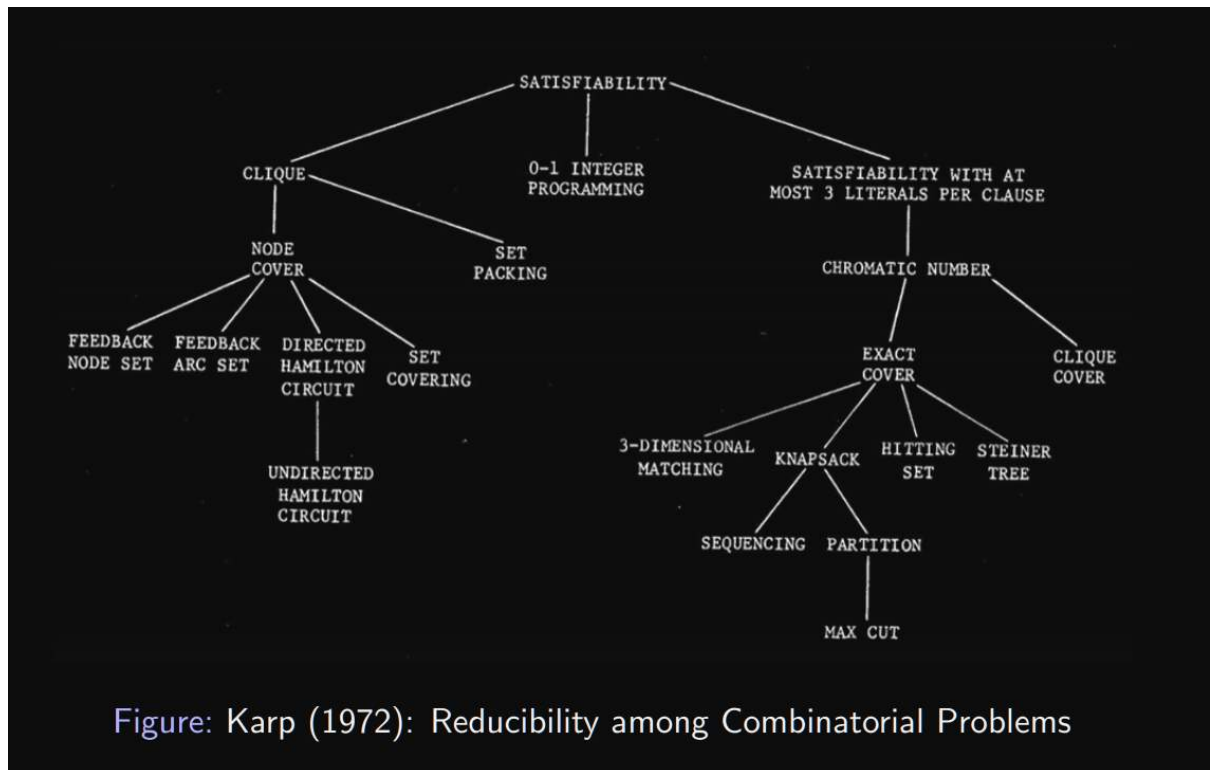 SATISFIABILITY
CLIQUE
0-1 INTEGER
PROGRAMMING
SATISFIABILITY WITH AT
MOST 3 LITERALS PER CLAUSE
NODE
COVER
SET
PACKING
CHROMATIC NUMBER
FEEDBACK
NODE SET
FEEDBACK
ARC SET
DIRECTED
HAMILTON
CIRCUIT
SET
COVERING
EXACT
COVER
CLIQUE
COVER
3-DIMENSIONAL
MATCHING
KNAPSACK
HITTING
SET
STEINER
TREE
UNDIRECTED
HAMILTON
CIRCUIT
SEQUENCING
PARTITION
MAX CUT
Figure: Karp (1972): Reducibility among Combinatorial Problems